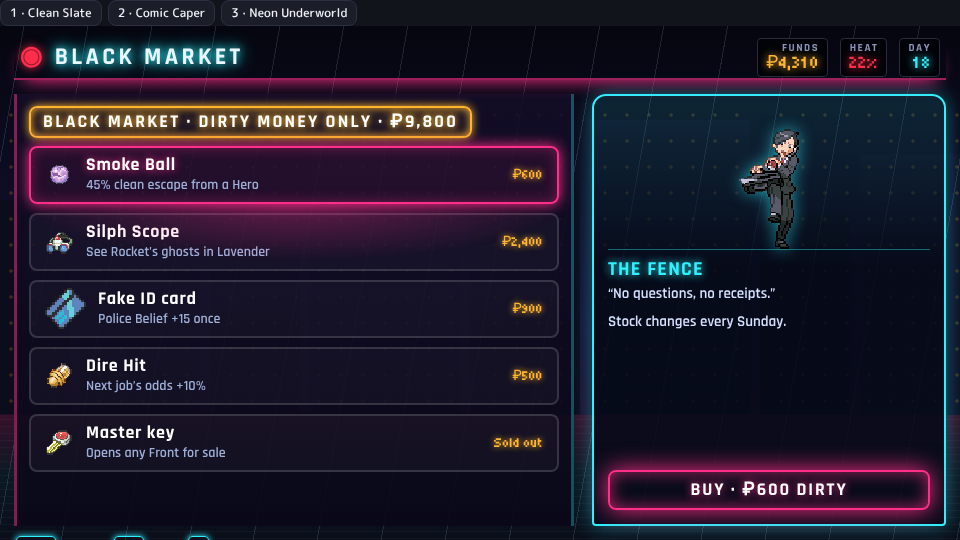 1 · Clean Slate
2 · Comic Caper
3 · Neon Underworld
BLACK MARKET
FUNDS
₽4,310
HEAT
22%
DAY
18
BLACK MARKET · DIRTY MONEY ONLY · ₽9,800
Smoke Ball
45% clean escape from a Hero
₽600
Silph Scope
See Rocket's ghosts in Lavender
₽2,400
Fake ID card
Police Belief +15 once
₽900
Dire Hit
Next job's odds +10%
₽500
Master key
Opens any Front for sale
Sold out
THE FENCE
“No questions, no receipts.”
Stock changes every Sunday.
BUY · ₽600 DIRTY